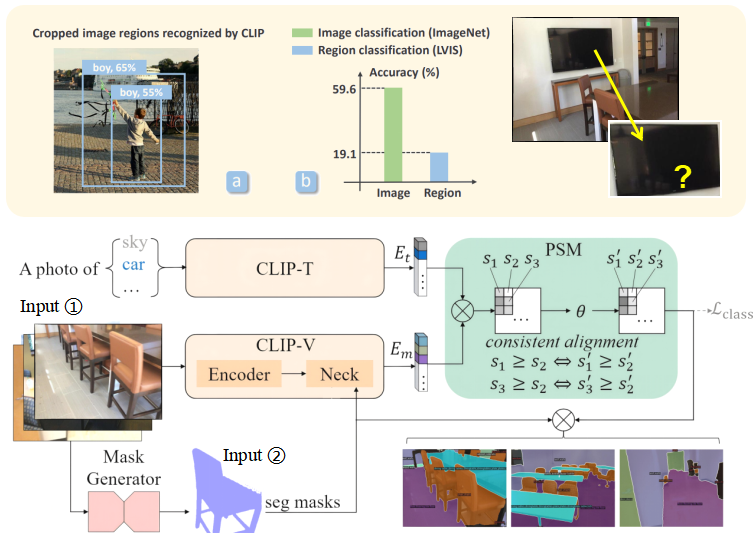 Cropped image regions recognized by CLIP
boy, 65%
boy, 55%
a
Image classification (ImageNet)
Region classification (LVIS)
b
Accuracy (%)
59.6
19.1
Image Region
?
A photo of
sky
car
...
CLIP-T
E_t
Input ①
CLIP-V
Encoder
Neck
E_m
PSM
s_1 s_2 s_3
...
θ
s'_1 s'_2 s'_3
...
consistent alignment
s_1 ≥ s_2 ⇔ s'_1 ≥ s'_2
s_3 ≥ s_2 ⇔ s'_3 ≥ s'_2
ℒ_class
Mask
Generator
Input ②
seg masks